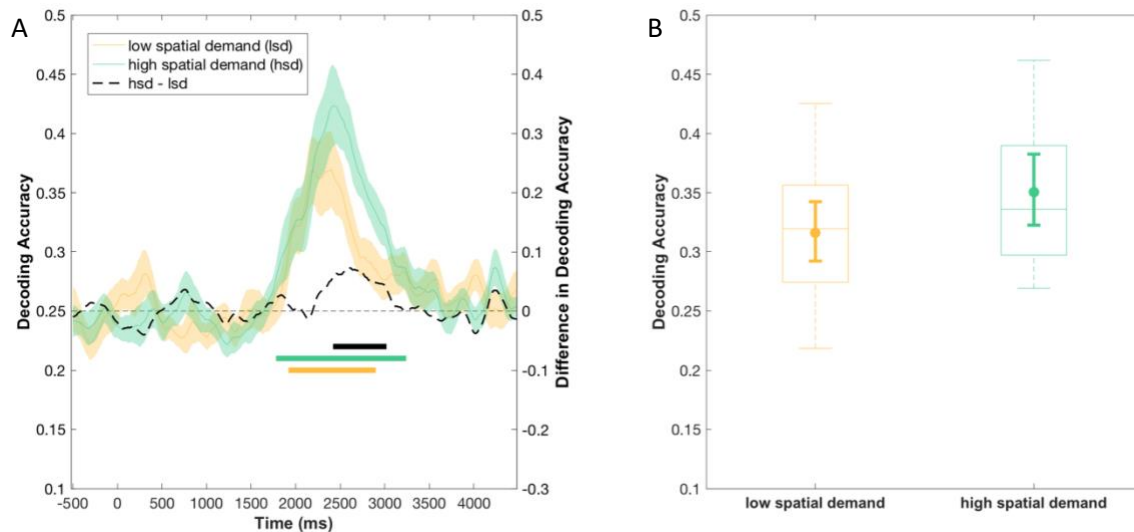 A
0.5
0.45
0.4
0.35
0.3
0.25
0.2
0.15
0.1
Decoding Accuracy
low spatial demand (lsd)
high spatial demand (hsd)
hsd - lsd
0.5
0.4
0.3
0.2
0.1
0
-0.1
-0.2
-0.3
Difference in Decoding Accuracy
-500 0 500 1000 1500 2000 2500 3000 3500 4000
Time (ms)
B
0.5
0.45
0.4
0.35
0.3
0.25
0.2
0.15
0.1
Decoding Accuracy
low spatial demand high spatial demand